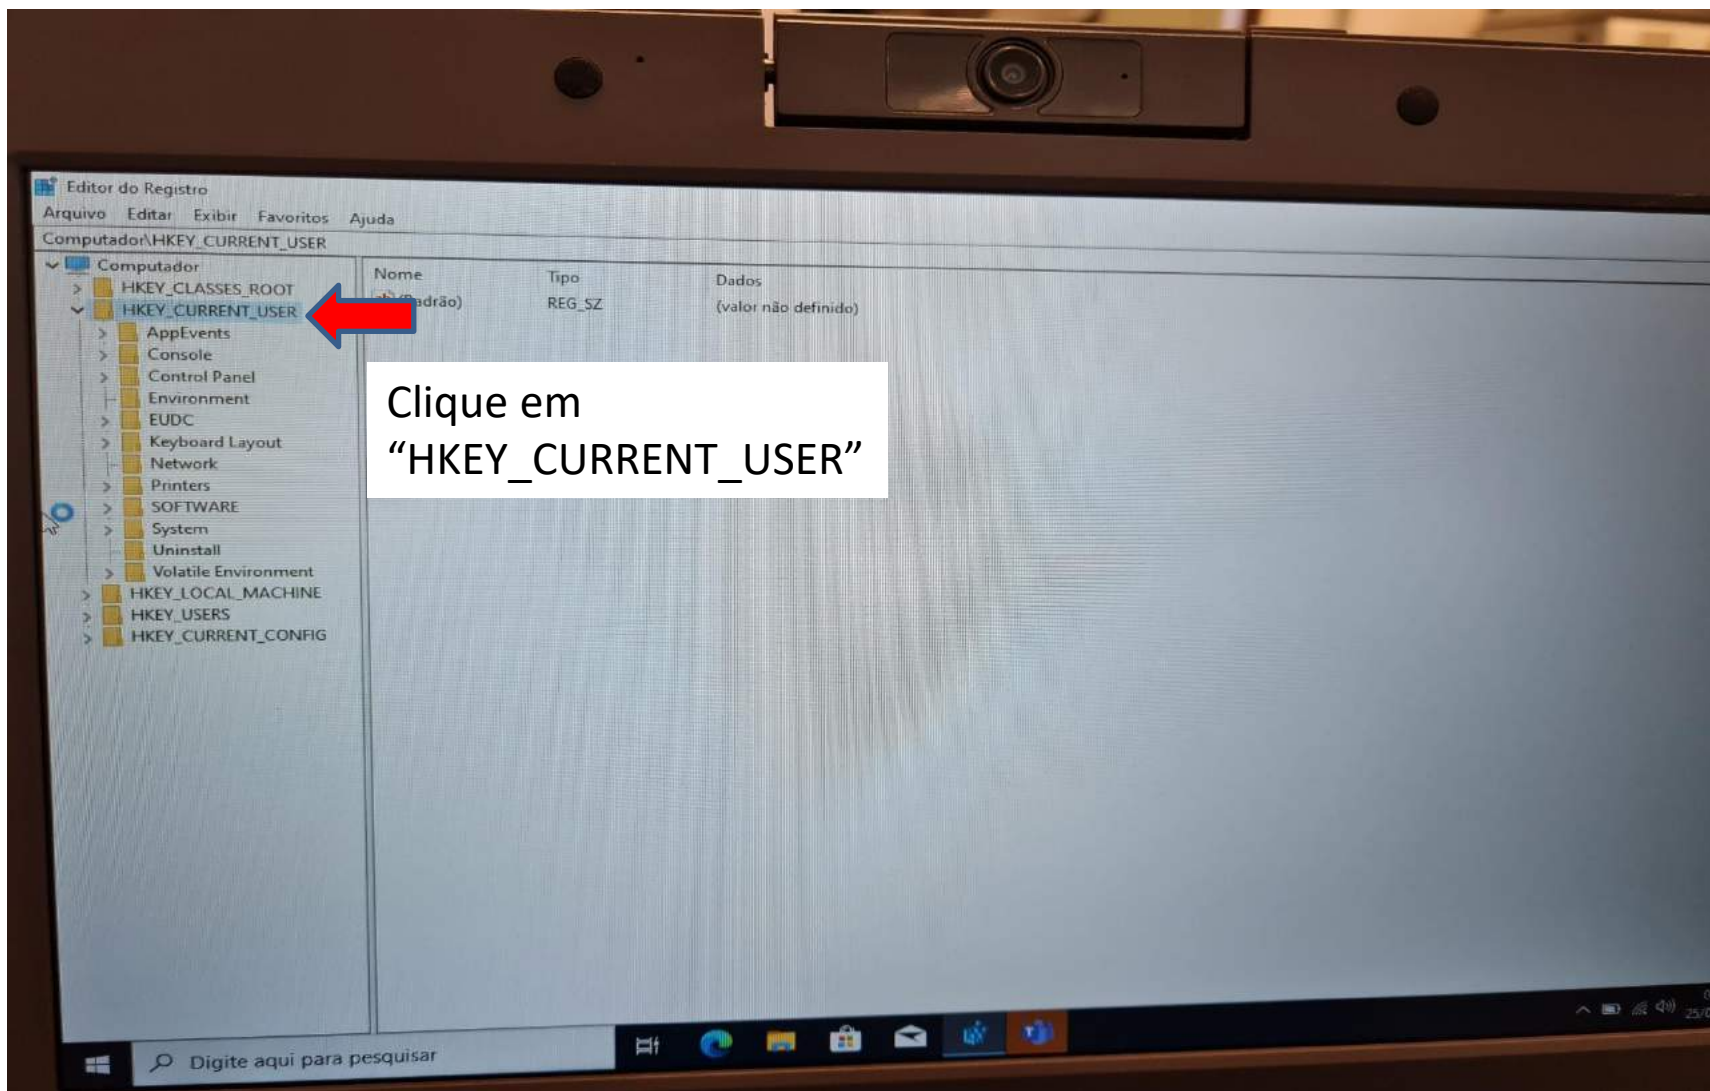 Editor do Registro
Arquivo Editar Exibir Favoritos Ajuda
Computador\HKEY_CURRENT_USER
Computador
HKEY_CLASSES_ROOT
HKEY_CURRENT_USER
AppEvents
Console
Control Panel
Environment
EUDC
Keyboard Layout
Network
Printers
SOFTWARE
System
Uninstall
Volatile Environment
HKEY_LOCAL_MACHINE
HKEY_USERS
HKEY_CURRENT_CONFIG
Nome Tipo Dados
REG_SZ (valor não definido)
Clique em
“HKEY_CURRENT_USER”
Digite aqui para pesquisar